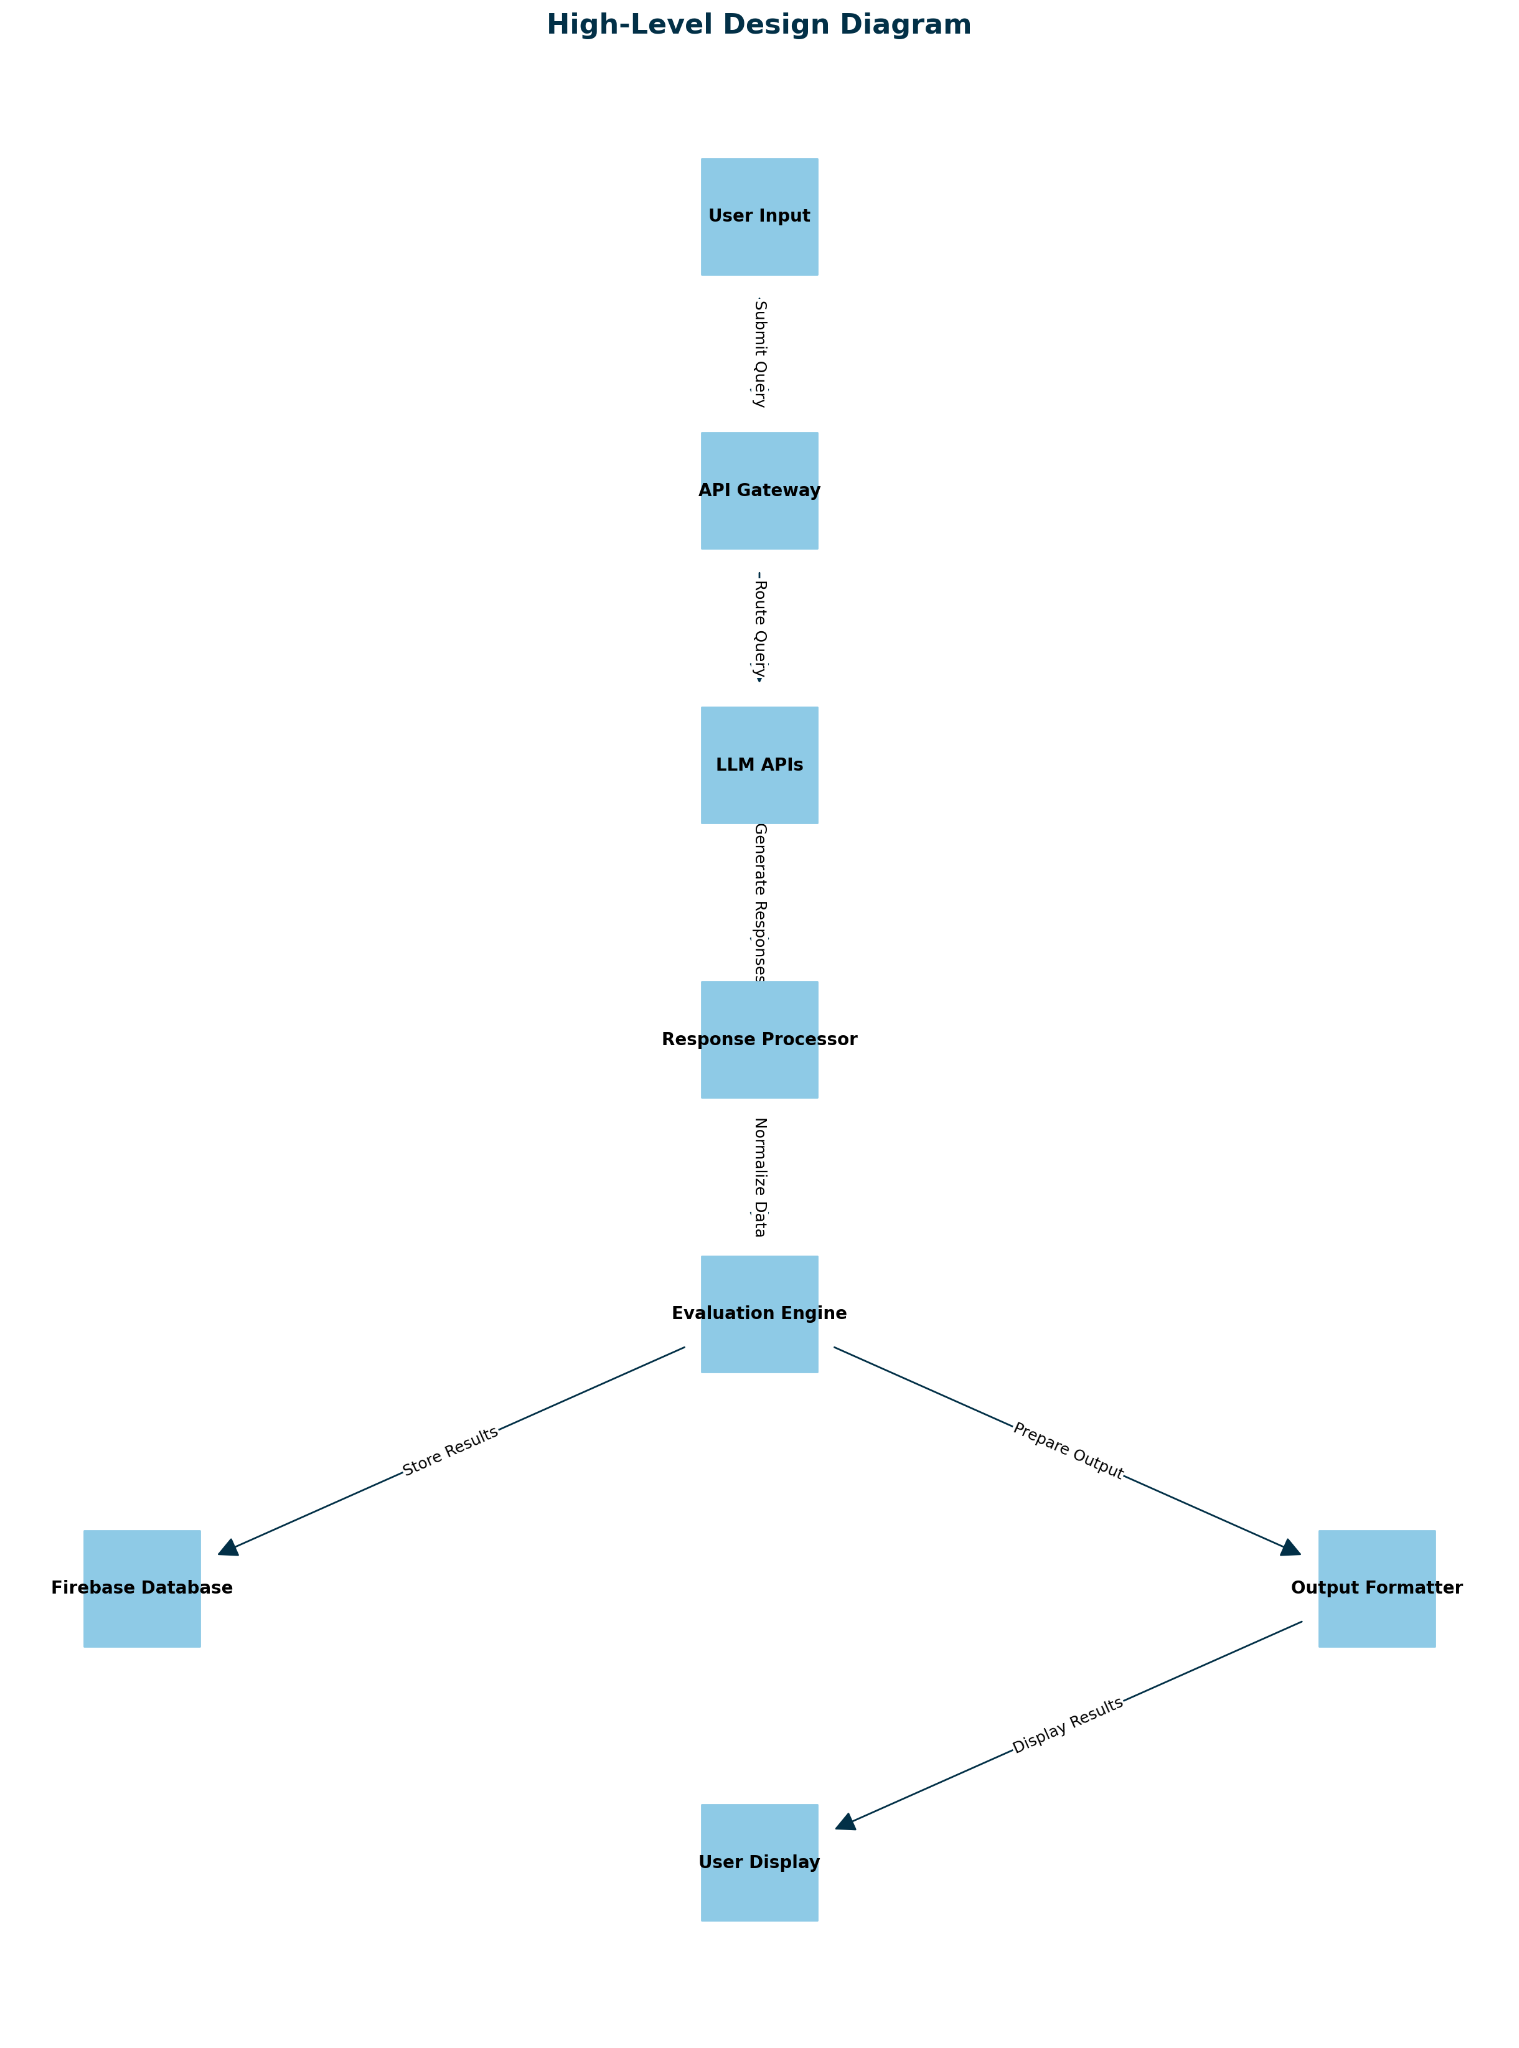 High-Level Design Diagram
User Input
Submit Query
API Gateway
Route Query
LLM APIs
Generate Responses
Response Processor
Normalize Data
Evaluation Engine
Store Results
Prepare Output
Firebase Database
Output Formatter
Display Results
User Display